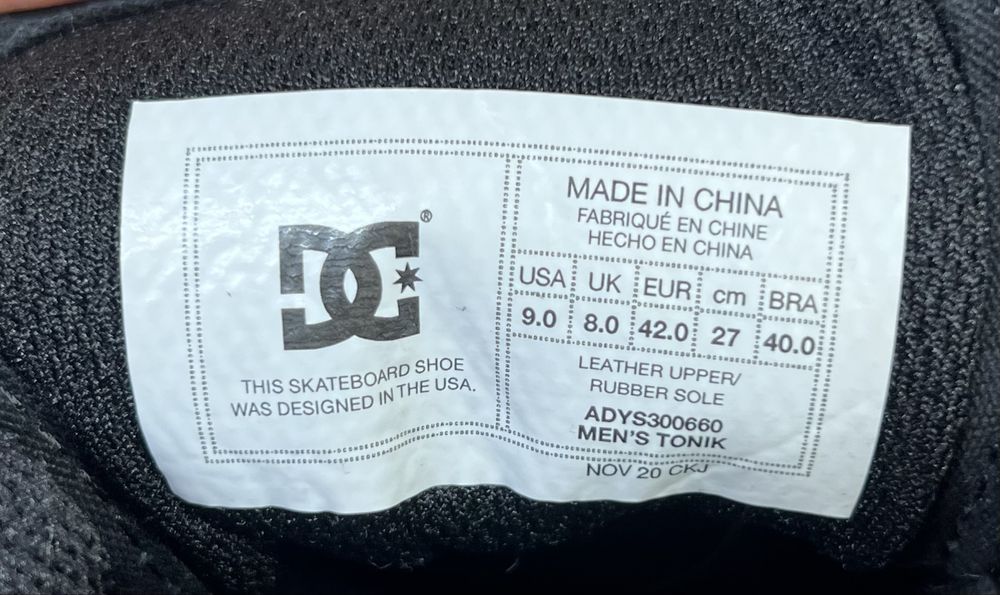 DC®
THIS SKATEBOARD SHOE
WAS DESIGNED IN THE USA.
MADE IN CHINA
FABRIQUÉ EN CHINE
HECHO EN CHINA
USA UK EUR cm BRA
9.0 8.0 42.0 27 40.0
LEATHER UPPER/
RUBBER SOLE
ADYS300660
MEN'S TONIK
NOV 20 CKJ